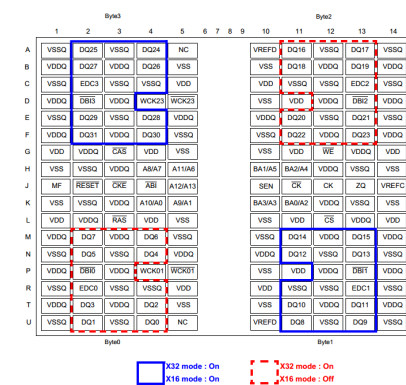 Byte3 Byte2
1 2 3 4 5 6 7 8 9 10 11 12 13 14
A VSSQ DQ25 VSSQ DQ24 NC VREFD DQ16 VSSQ DQ17 VSSQ
B VDDQ DQ27 VDDQ DQ26 VSS VSS DQ18 VDDQ DQ19 VDDQ
C VSSQ EDC3 VSSQ VSSQ VDD VDD VSSQ VSSQ EDC2 VSSQ
D VDDQ DBI3 VDDQ WCK23 WCK23 VSS VDD VDDQ DBI2 VDDQ
E VSSQ DQ29 VSSQ DQ28 VDDQ VDDQ DQ20 VSSQ DQ21 VSSQ
F VDDQ DQ31 VDDQ DQ30 VSSQ VSSQ DQ22 VDDQ DQ23 VDDQ
G VDD VDDQ CAS VDD VSS VSS VDD WE VDDQ VDD
H VSS VSSQ VDDQ A8/A7 A11/A6 BA1/A5 BA2/A4 VDDQ VSSQ VSS
J MF RESET CKE ABI A12/A13 SEN CK CK ZQ VREFC
K VSS VSSQ VDDQ A10/A0 A9/A1 BA3/A3 BA0/A2 VDDQ VSSQ VSS
L VDD VDDQ RAS VDD VSS VSS VDD CS VDDQ VDD
M VDDQ DQ7 VDDQ DQ6 VSSQ VSSQ DQ14 VDDQ DQ15 VDDQ
N VSSQ DQ5 VSSQ DQ4 VDDQ VDDQ DQ12 VSSQ DQ13 VSSQ
P VDDQ DBI0 VDDQ WCK01 WCK01 VSS VDD VDDQ DBI1 VDDQ
R VSSQ EDC0 VSSQ VSSQ VDD VDD VSSQ VSSQ EDC1 VSSQ
T VDDQ DQ3 VDDQ DQ2 VSS VSS DQ10 VDDQ DQ11 VDDQ
U VSSQ DQ1 VSSQ DQ0 NC VREFD DQ8 VSSQ DQ9 VSSQ
Byte0 Byte1
X32 mode : On X32 mode : On
X16 mode : On X16 mode : Off